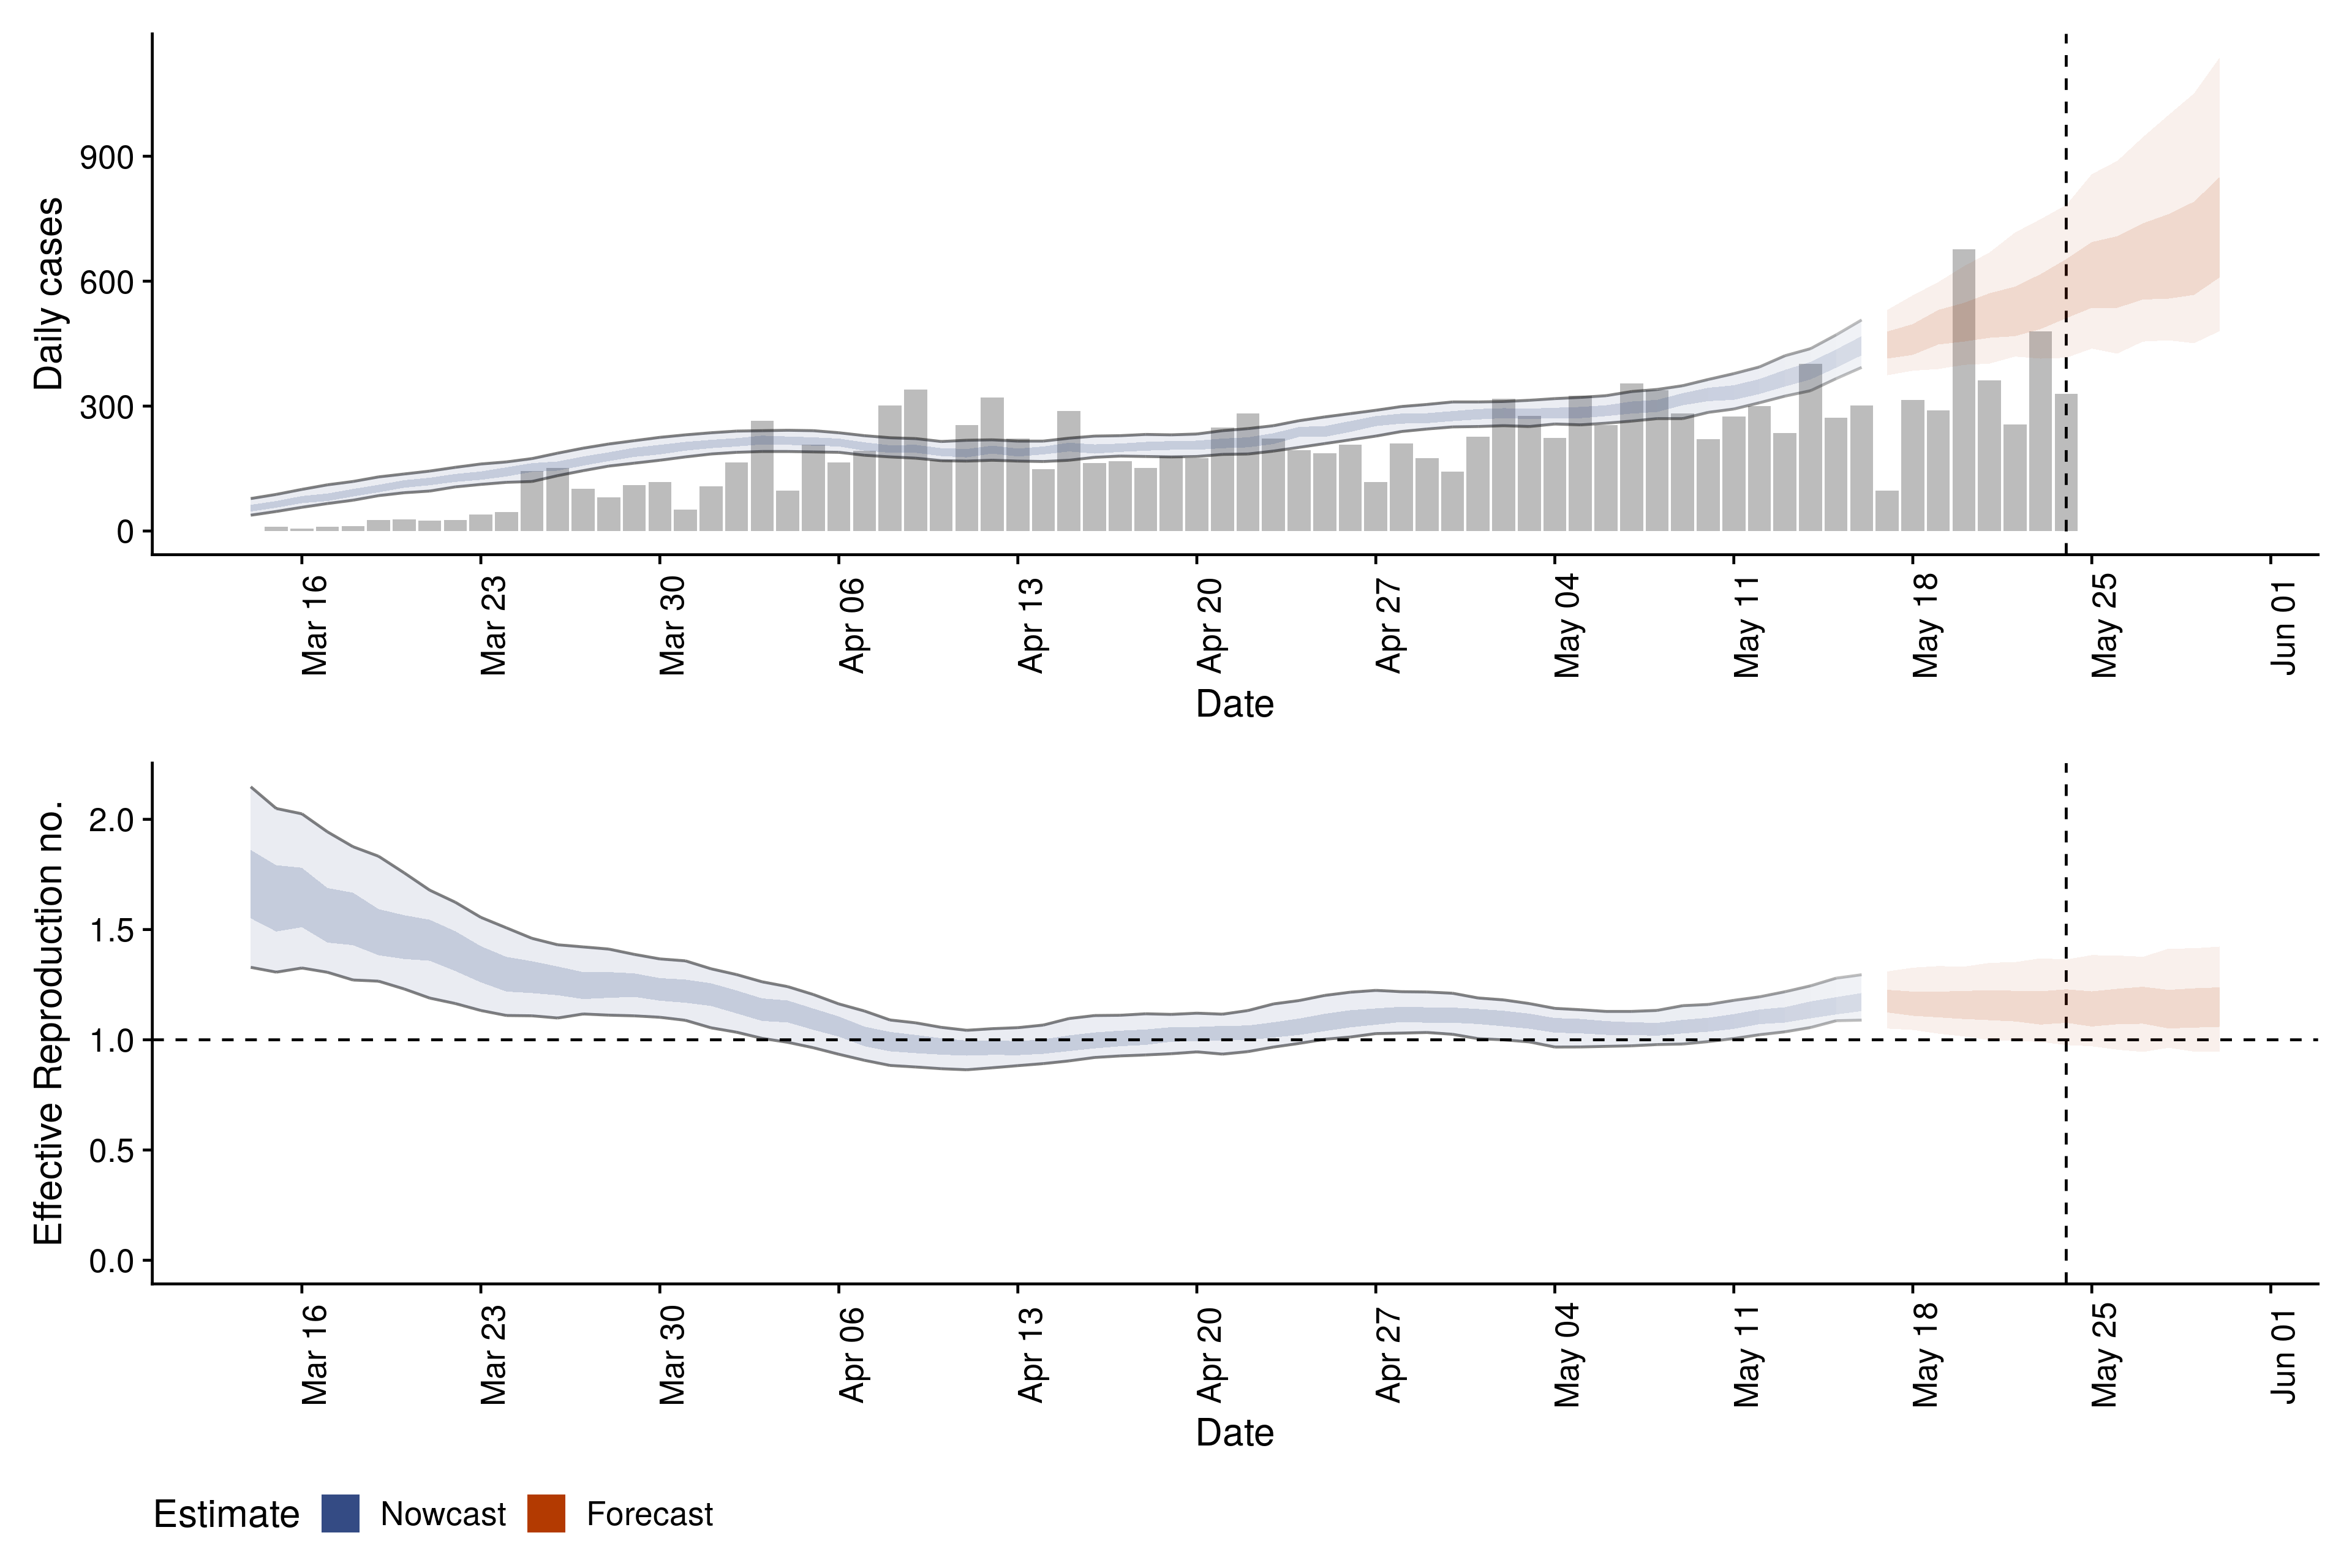 Daily cases
900
600
300
0
Mar 16
Mar 23
Mar 30
Apr 06
Apr 13
Apr 20
Apr 27
May 04
May 11
May 18
May 25
Jun 01
Date
Effective Reproduction no.
2.0
1.5
1.0
0.5
0.0
Mar 16
Mar 23
Mar 30
Apr 06
Apr 13
Apr 20
Apr 27
May 04
May 11
May 18
May 25
Jun 01
Date
Estimate Nowcast Forecast